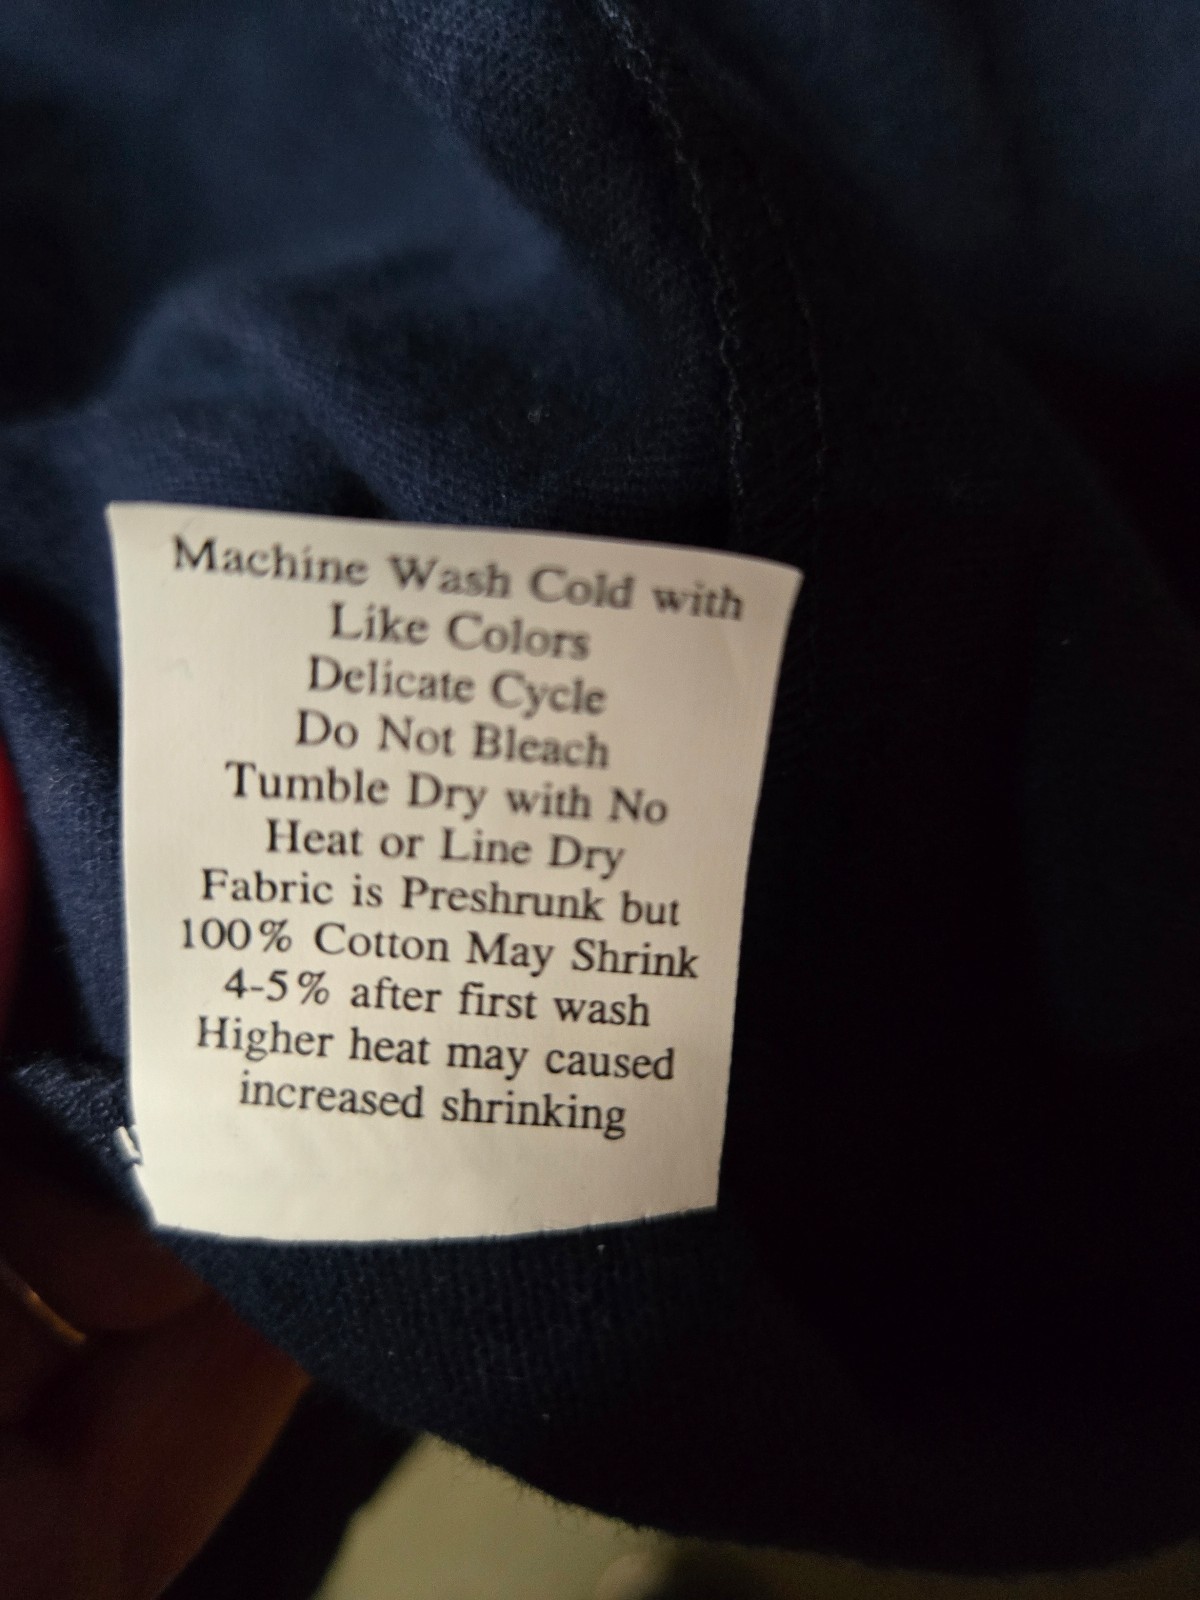 Machine Wash Cold with
Like Colors
Delicate Cycle
Do Not Bleach
Tumble Dry with No
Heat or Line Dry
Fabric is Preshrunk but
100% Cotton May Shrink
4-5% after first wash
Higher heat may caused
increased shrinking